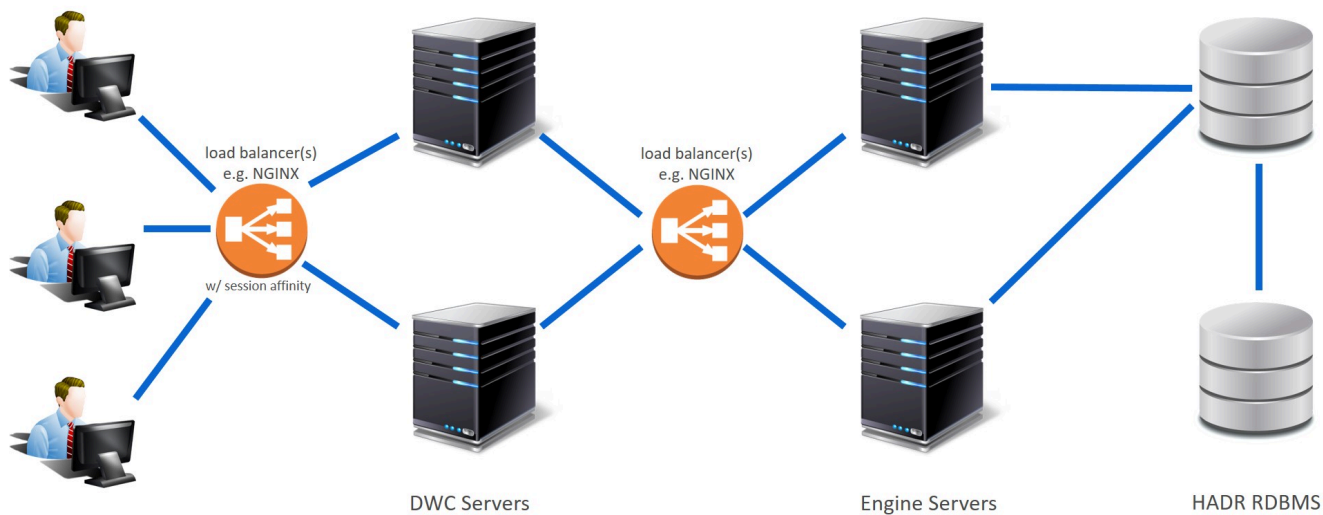 load balancer(s)
e.g. NGINX
w/ session affinity
load balancer(s)
e.g. NGINX
DWC Servers
Engine Servers
HADR RDBMS